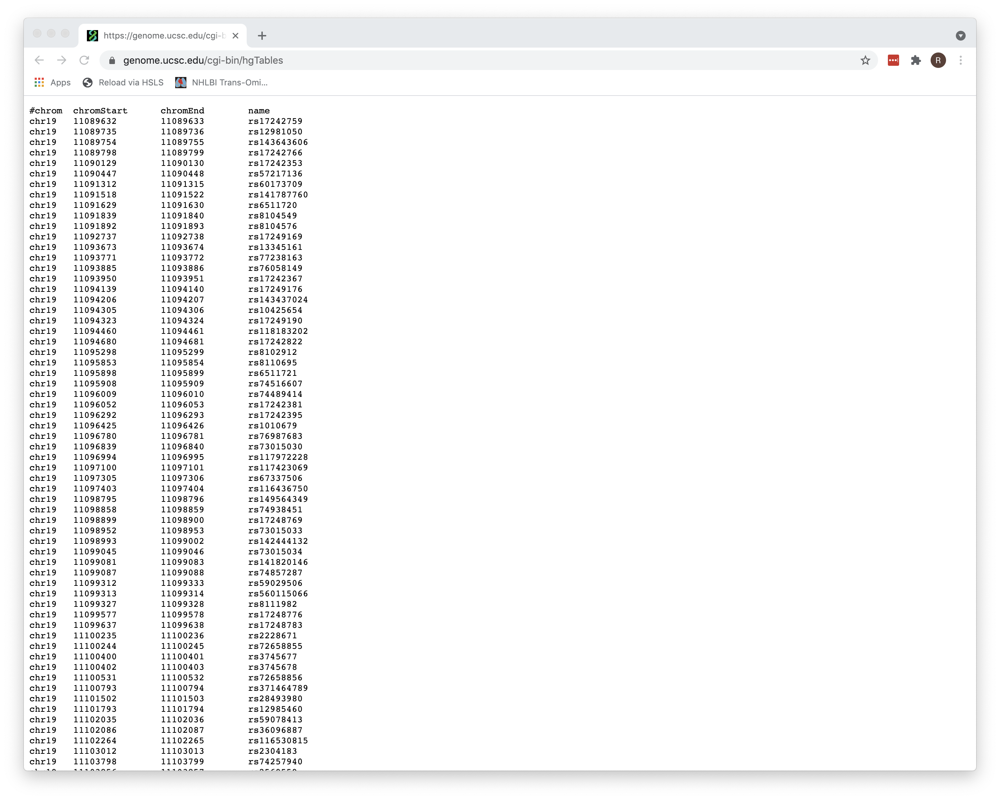 https://genome.ucsc.edu/cgi-b
genome.ucsc.edu/cgi-bin/hgTables
R
Apps Reload via HSLS NHLBI Trans-Omi...
#chrom chromStart chromEnd name
chr19 11089632 11089633 rs17242759
chr19 11089735 11089736 rs12981050
chr19 11089754 11089755 rs143643606
chr19 11089798 11089799 rs17242766
chr19 11090129 11090130 rs17242353
chr19 11090447 11090448 rs57217136
chr19 11091312 11091315 rs60173709
chr19 11091518 11091522 rs141787760
chr19 11091629 11091630 rs6511720
chr19 11091839 11091840 rs8104549
chr19 11091892 11091893 rs8104576
chr19 11092737 11092738 rs17249169
chr19 11093673 11093674 rs13345161
chr19 11093771 11093772 rs77238163
chr19 11093885 11093886 rs76058149
chr19 11093950 11093951 rs17242367
chr19 11094139 11094140 rs17249176
chr19 11094206 11094207 rs143437024
chr19 11094305 11094306 rs10425654
chr19 11094323 11094324 rs17249190
chr19 11094460 11094461 rs118183202
chr19 11094680 11094681 rs17242822
chr19 11095298 11095299 rs8102912
chr19 11095853 11095854 rs8110695
chr19 11095898 11095899 rs6511721
chr19 11095908 11095909 rs74516607
chr19 11096009 11096010 rs74489414
chr19 11096052 11096053 rs17242381
chr19 11096292 11096293 rs17242395
chr19 11096425 11096426 rs1010679
chr19 11096780 11096781 rs76987683
chr19 11096839 11096840 rs73015030
chr19 11096994 11096995 rs117972228
chr19 11097100 11097101 rs117423069
chr19 11097305 11097306 rs67337506
chr19 11097403 11097404 rs116436750
chr19 11098795 11098796 rs149564349
chr19 11098858 11098859 rs74938451
chr19 11098899 11098900 rs17248769
chr19 11098952 11098953 rs73015033
chr19 11098993 11099002 rs142444132
chr19 11099045 11099046 rs73015034
chr19 11099081 11099083 rs141820146
chr19 11099087 11099088 rs74857287
chr19 11099312 11099333 rs59029506
chr19 11099313 11099314 rs560115066
chr19 11099327 11099328 rs8111982
chr19 11099577 11099578 rs17248776
chr19 11099637 11099638 rs17248783
chr19 11100235 11100236 rs2228671
chr19 11100244 11100245 rs72658855
chr19 11100400 11100401 rs3745677
chr19 11100402 11100403 rs3745678
chr19 11100531 11100532 rs72658856
chr19 11100793 11100794 rs371464789
chr19 11101502 11101503 rs28493980
chr19 11101793 11101794 rs12985460
chr19 11102035 11102036 rs59078413
chr19 11102086 11102087 rs36096887
chr19 11102264 11102265 rs116530815
chr19 11103012 11103013 rs2304183
chr19 11103798 11103799 rs74257940